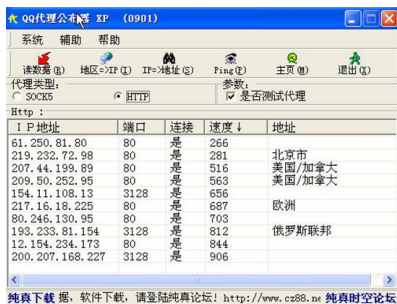 QQ代理公布器 XP (0901)
系统 辅助 帮助
读数据(R) 地区=>IP(T) IP=>地址(S) Ping(P) 主页(M) 退出(X)
代理类型: 参数:
SOCK5 HTTP 是否测试代理
Http :
IP地址 端口 连接 速度↓ 地址
61.250.81.80 80 是 266
219.232.72.98 80 是 281 北京市
207.44.199.89 80 是 516 美国/加拿大
209.50.252.95 80 是 563 美国/加拿大
154.11.108.13 3128 是 656
217.16.18.225 80 是 687 欧洲
80.246.130.95 80 是 703
193.233.81.154 3128 是 812 俄罗斯联邦
12.154.234.173 80 是 844
200.207.168.227 3128 是 906
纯真下载 据，软件下载，请登陆纯真论坛！http://www.cz88.ne 纯真时空论坛